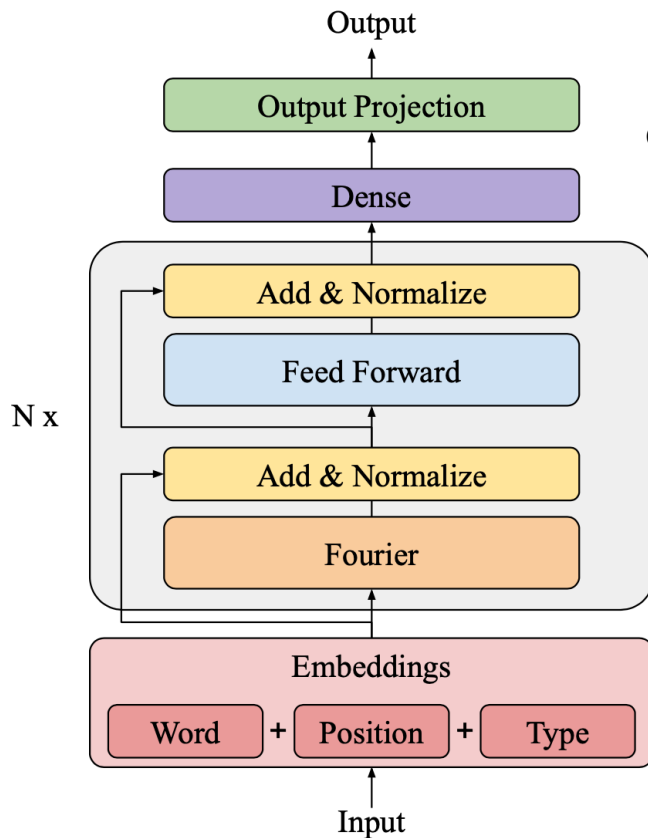 Output
Output Projection
Dense
Add & Normalize
Feed Forward
N x
Add & Normalize
Fourier
Embeddings
Word + Position + Type
Input